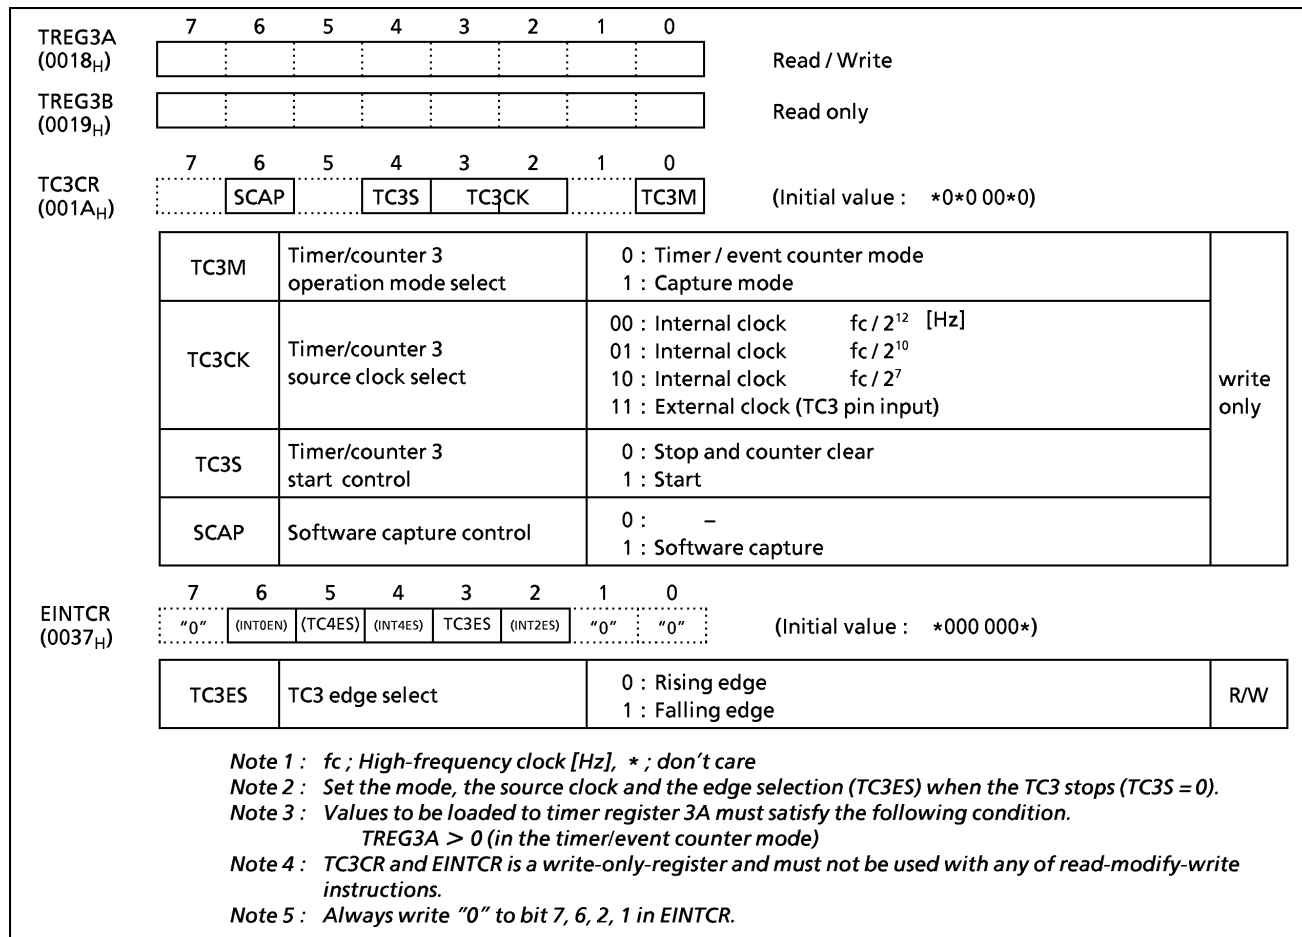 7 6 5 4 3 2 1 0
TREG3A
(0018H) Read / Write
TREG3B Read only
(0019H)
7 6 5 4 3 2 1 0
TC3CR SCAP TC3S TC3CK TC3M (Initial value : *0*0 00*0)
(001AH)
TC3M Timer/counter 3 0 : Timer / event counter mode
operation mode select 1 : Capture mode
00 : Internal clock fc / 2¹² [Hz]
TC3CK Timer/counter 3 01 : Internal clock fc / 2¹⁰
source clock select 10 : Internal clock fc / 2⁷ write
11 : External clock (TC3 pin input) only
TC3S Timer/counter 3 0 : Stop and counter clear
start control 1 : Start
SCAP Software capture control 0 : –
1 : Software capture
7 6 5 4 3 2 1 0
EINTCR "0" (INT0EN) (TC4ES) (INT4ES) TC3ES (INT2ES) "0" "0" (Initial value : *000 000*)
(0037H)
TC3ES TC3 edge select 0 : Rising edge R/W
1 : Falling edge
Note 1 : fc ; High-frequency clock [Hz], * ; don't care
Note 2 : Set the mode, the source clock and the edge selection (TC3ES) when the TC3 stops (TC3S = 0).
Note 3 : Values to be loaded to timer register 3A must satisfy the following condition.
TREG3A > 0 (in the timer/event counter mode)
Note 4 : TC3CR and EINTCR is a write-only-register and must not be used with any of read-modify-write
instructions.
Note 5 : Always write "0" to bit 7, 6, 2, 1 in EINTCR.